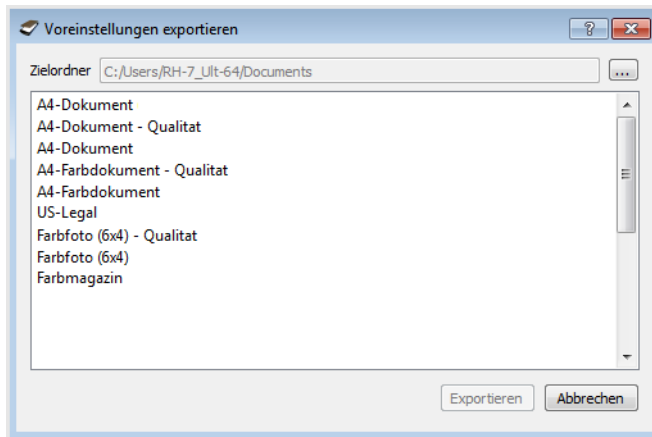 Voreinstellungen exportieren
Zielordner C:/Users/RH-7_Ult-64/Documents ...
A4-Dokument
A4-Dokument - Qualitat
A4-Dokument
A4-Farbdokument - Qualitat
A4-Farbdokument
US-Legal
Farbfoto (6x4) - Qualitat
Farbfoto (6x4)
Farbmagazin
Exportieren Abbrechen